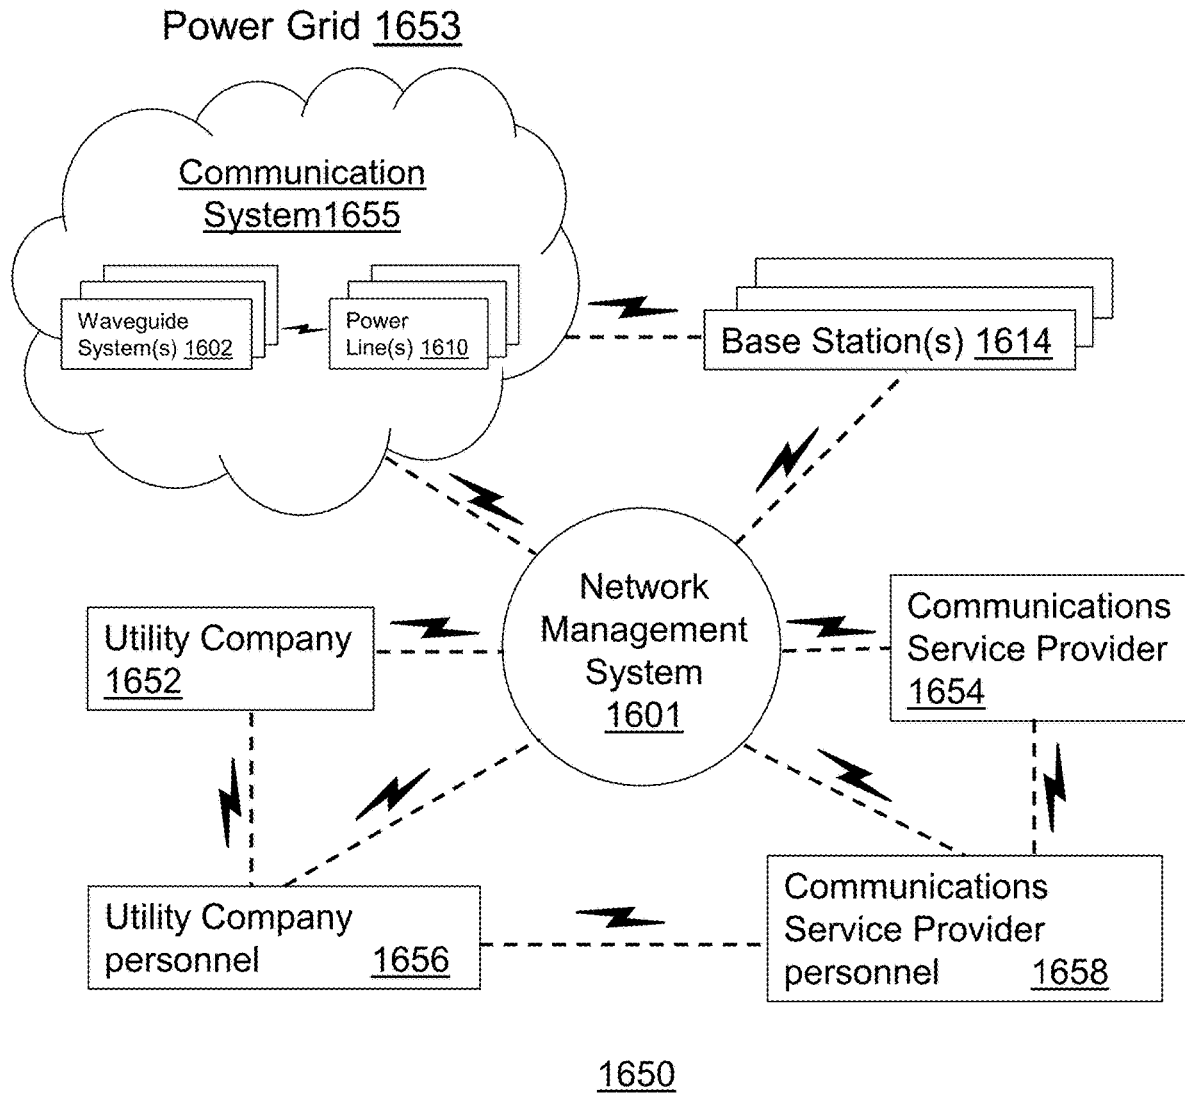 Power Grid 1653
Communication
System1655
Waveguide
System(s) 1602
Power
Line(s) 1610
Base Station(s) 1614
Network
Management
System
1601
Utility Company
1652
Communications
Service Provider
1654
Utility Company
personnel 1656
Communications
Service Provider
personnel 1658
1650